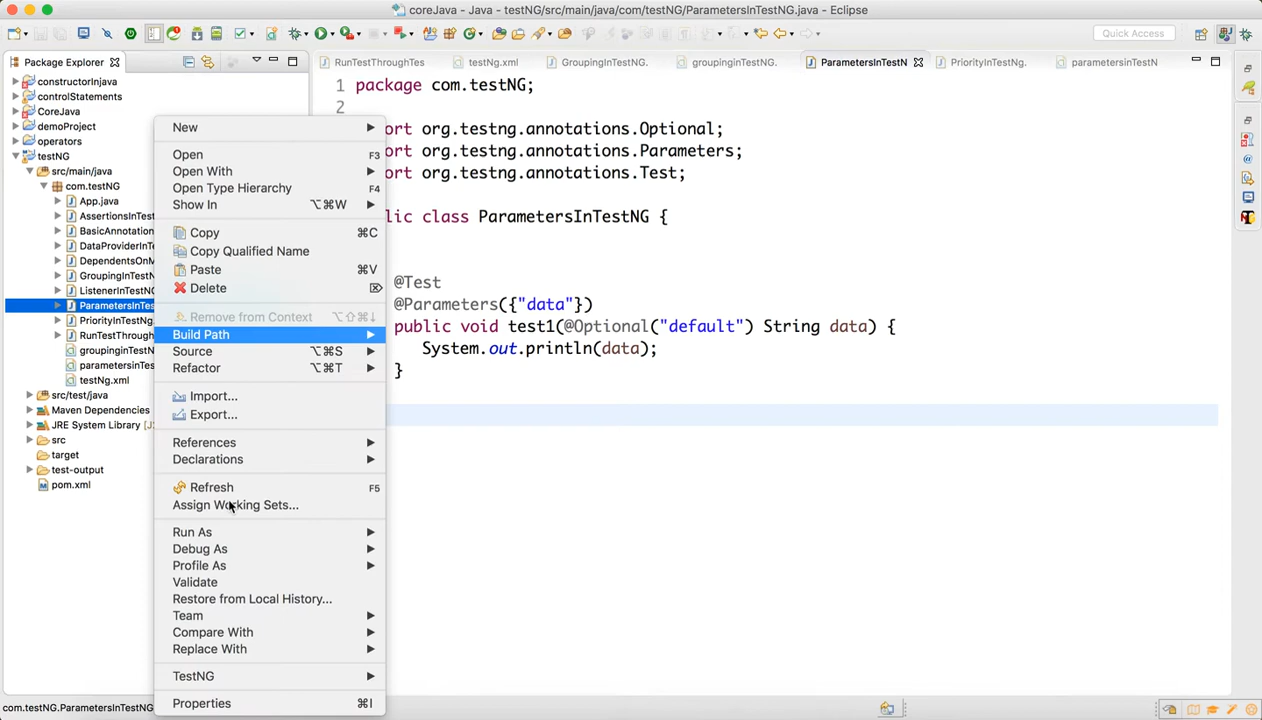 coreJava - Java - testNG/src/main/java/com/testNG/ParametersInTestNG.java - Eclipse
Quick Access
Package Explorer
RunTestThroughTes
testNg.xml
GroupingInTestNG.
groupinginTestNG.
ParametersInTestN
PriorityInTestNg.
parametersinTestN
constructorInjava
controlStatements
CoreJava
demoProject
operators
testNG
src/main/java
com.testNG
App.java
AssertionsInTest
BasicAnnotation
DataProviderInTe
DependentsOnM
GroupingInTestN
ListenerInTestNG
ParametersInTes
PriorityInTestNg
RunTestThrough
groupinginTestN
parametersinTes
testNg.xml
src/test/java
Maven Dependencies
JRE System Library [J
src
target
test-output
pom.xml
New
Open F3
Open With
Open Type Hierarchy F4
Show In ⌥⌘W
Copy ⌘C
Copy Qualified Name
Paste ⌘V
Delete ⌦
Remove from Context ⌥⇧⌘↓
Build Path
Source ⌥⌘S
Refactor ⌥⌘T
Import...
Export...
References
Declarations
Refresh F5
Assign Working Sets...
Run As
Debug As
Profile As
Validate
Restore from Local History...
Team
Compare With
Replace With
TestNG
Properties ⌘I
1 package com.testNG;
2
ort org.testng.annotations.Optional;
ort org.testng.annotations.Parameters;
ort org.testng.annotations.Test;
lic class ParametersInTestNG {
@Test
@Parameters({"data"})
public void test1(@Optional("default") String data) {
System.out.println(data);
}
com.testNG.ParametersInTestNG